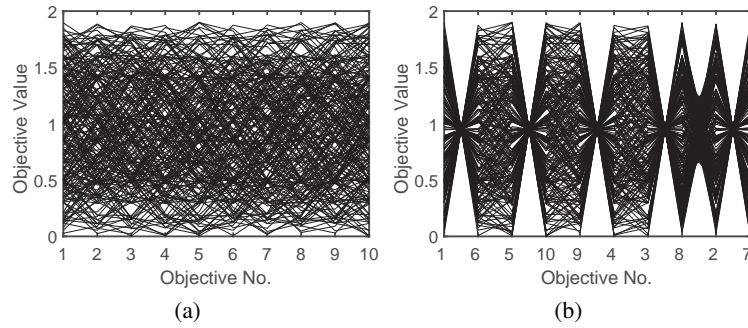 2
1.5
1
0.5
0
Objective Value
1 2 3 4 5 6 7 8 9 10
Objective No.
(a)
2
1.5
1
0.5
0
Objective Value
1 6 5 10 9 4 3 8 2 7
Objective No.
(b)